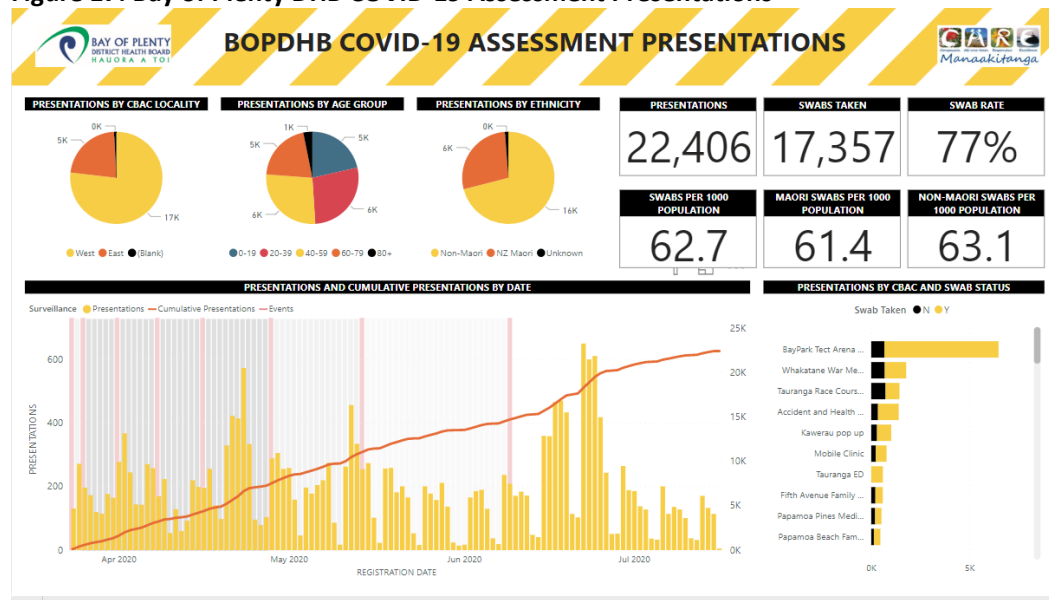 BAY OF PLENTY
DISTRICT HEALTH BOARD
HAUORA A TOI
BOPDHB COVID-19 ASSESSMENT PRESENTATIONS
CARE
Manaakitanga
PRESENTATIONS BY CBAC LOCALITY
0K
5K
17K
West East (Blank)
PRESENTATIONS BY AGE GROUP
1K
5K
5K
6K
6K
0-19 20-39 40-59 60-79 80+
PRESENTATIONS BY ETHNICITY
0K
6K
16K
Non-Maori NZ Maori Unknown
PRESENTATIONS
22,406
SWABS TAKEN
17,357
SWAB RATE
77%
SWABS PER 1000
POPULATION
62.7
MAORI SWABS PER 1000
POPULATION
61.4
NON-MAORI SWABS PER
1000 POPULATION
63.1
PRESENTATIONS AND CUMULATIVE PRESENTATIONS BY DATE
Surveillance Presentations Cumulative Presentations Events
PRESENTATIONS
600
400
200
0
25K
20K
15K
10K
5K
0K
Apr 2020 May 2020 Jun 2020 Jul 2020
REGISTRATION DATE
PRESENTATIONS BY CBAC AND SWAB STATUS
Swab Taken N Y
BayPark Tect Arena ...
Whakatane War Me...
Tauranga Race Cours...
Accident and Health ...
Kawerau pop up
Mobile Clinic
Tauranga ED
Fifth Avenue Family ...
Papamoa Pines Medi...
Papamoa Beach Fam...
0K 5K